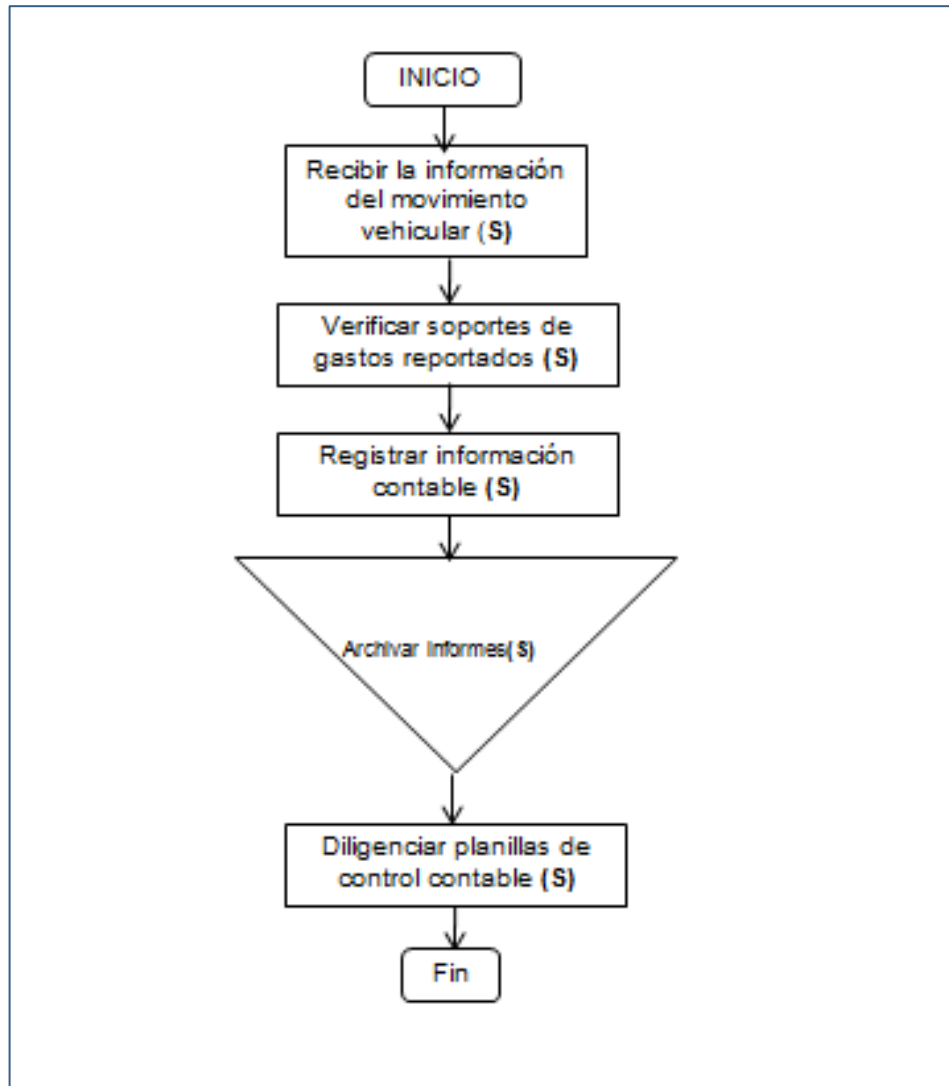 INICIO
Recibir la información
del movimiento
vehicular (S)
Verificar soportes de
gastos reportados (S)
Registrar información
contable (S)
Archivar Informes(S)
Diligenciar planillas de
control contable (S)
Fin